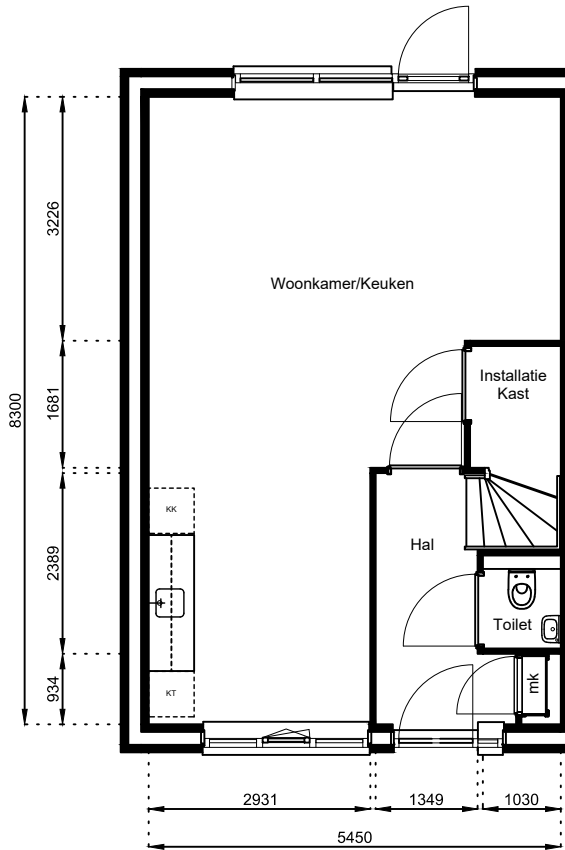 3226
Woonkamer/Keuken
1681
Installatie
Kast
8300
KK
2389
Hal
Toilet
934
KT
mk
2931
1349
1030
5450